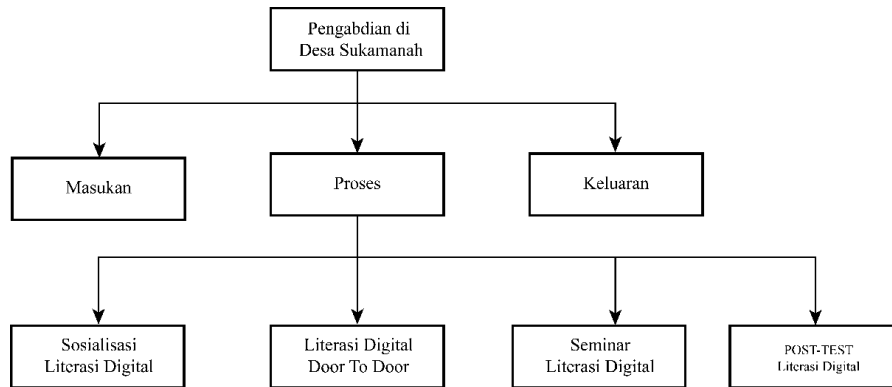 Pengabdian di
Desa Sukamanah
Masukan
Proses
Keluaran
Sosialisasi
Literasi Digital
Literasi Digital
Door To Door
Seminar
Literasi Digital
POST-TEST
Literasi Digital